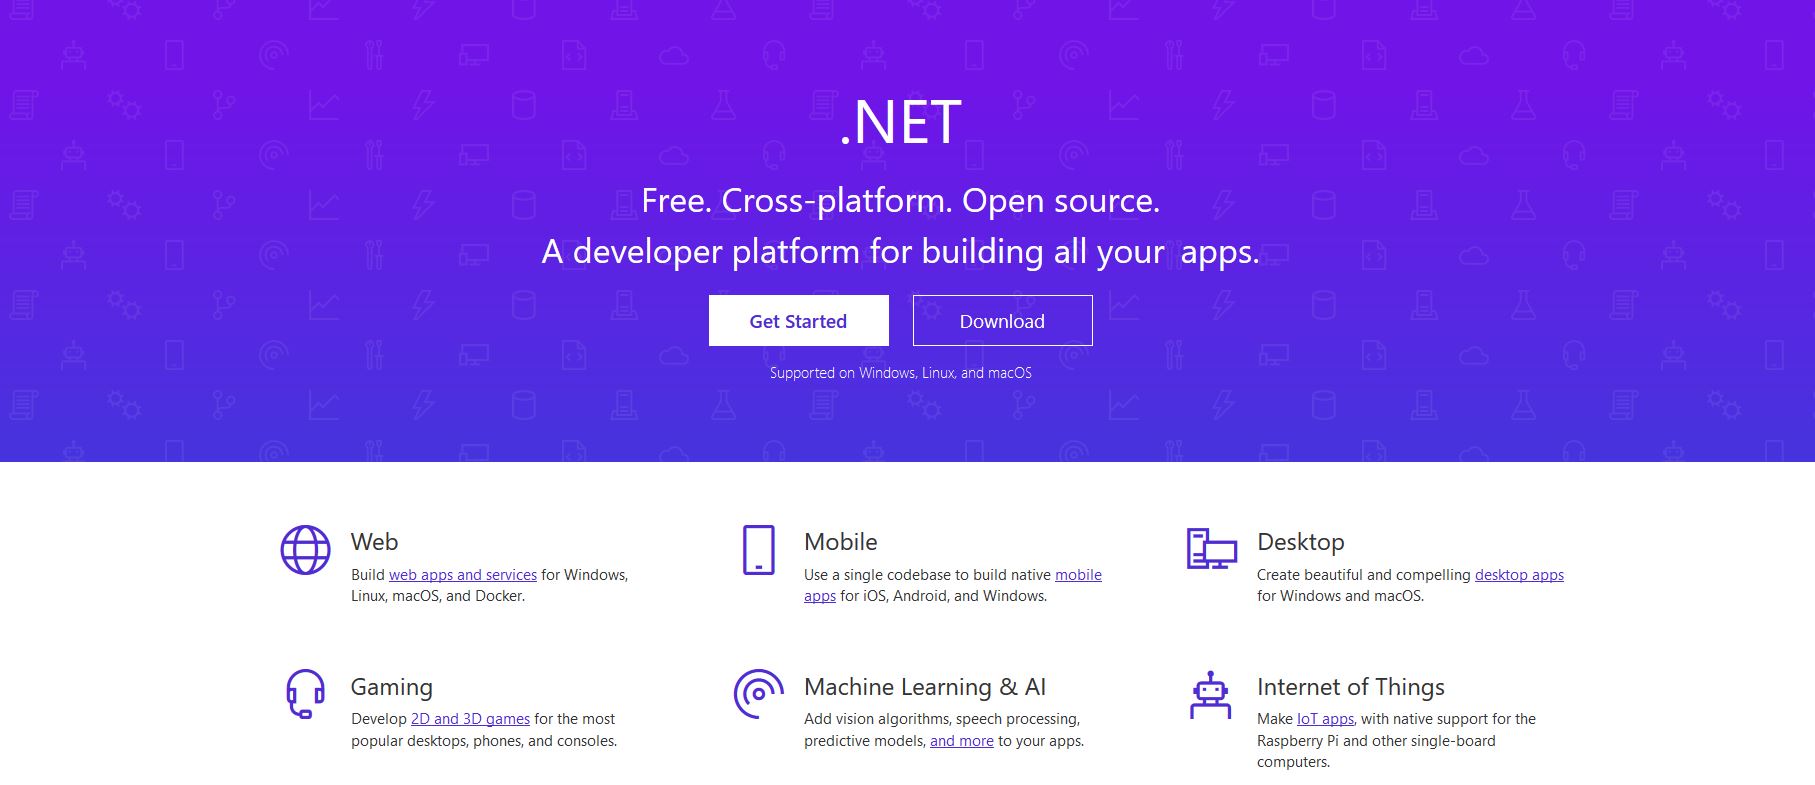 .NET
Free. Cross-platform. Open source.
A developer platform for building all your apps.
Get Started
Download
Supported on Windows, Linux, and macOS
Web
Build web apps and services for Windows,
Linux, macOS, and Docker.
Mobile
Use a single codebase to build native mobile
apps for iOS, Android, and Windows.
Desktop
Create beautiful and compelling desktop apps
for Windows and macOS.
Gaming
Develop 2D and 3D games for the most
popular desktops, phones, and consoles.
Machine Learning & AI
Add vision algorithms, speech processing,
predictive models, and more to your apps.
Internet of Things
Make IoT apps, with native support for the
Raspberry Pi and other single-board
computers.